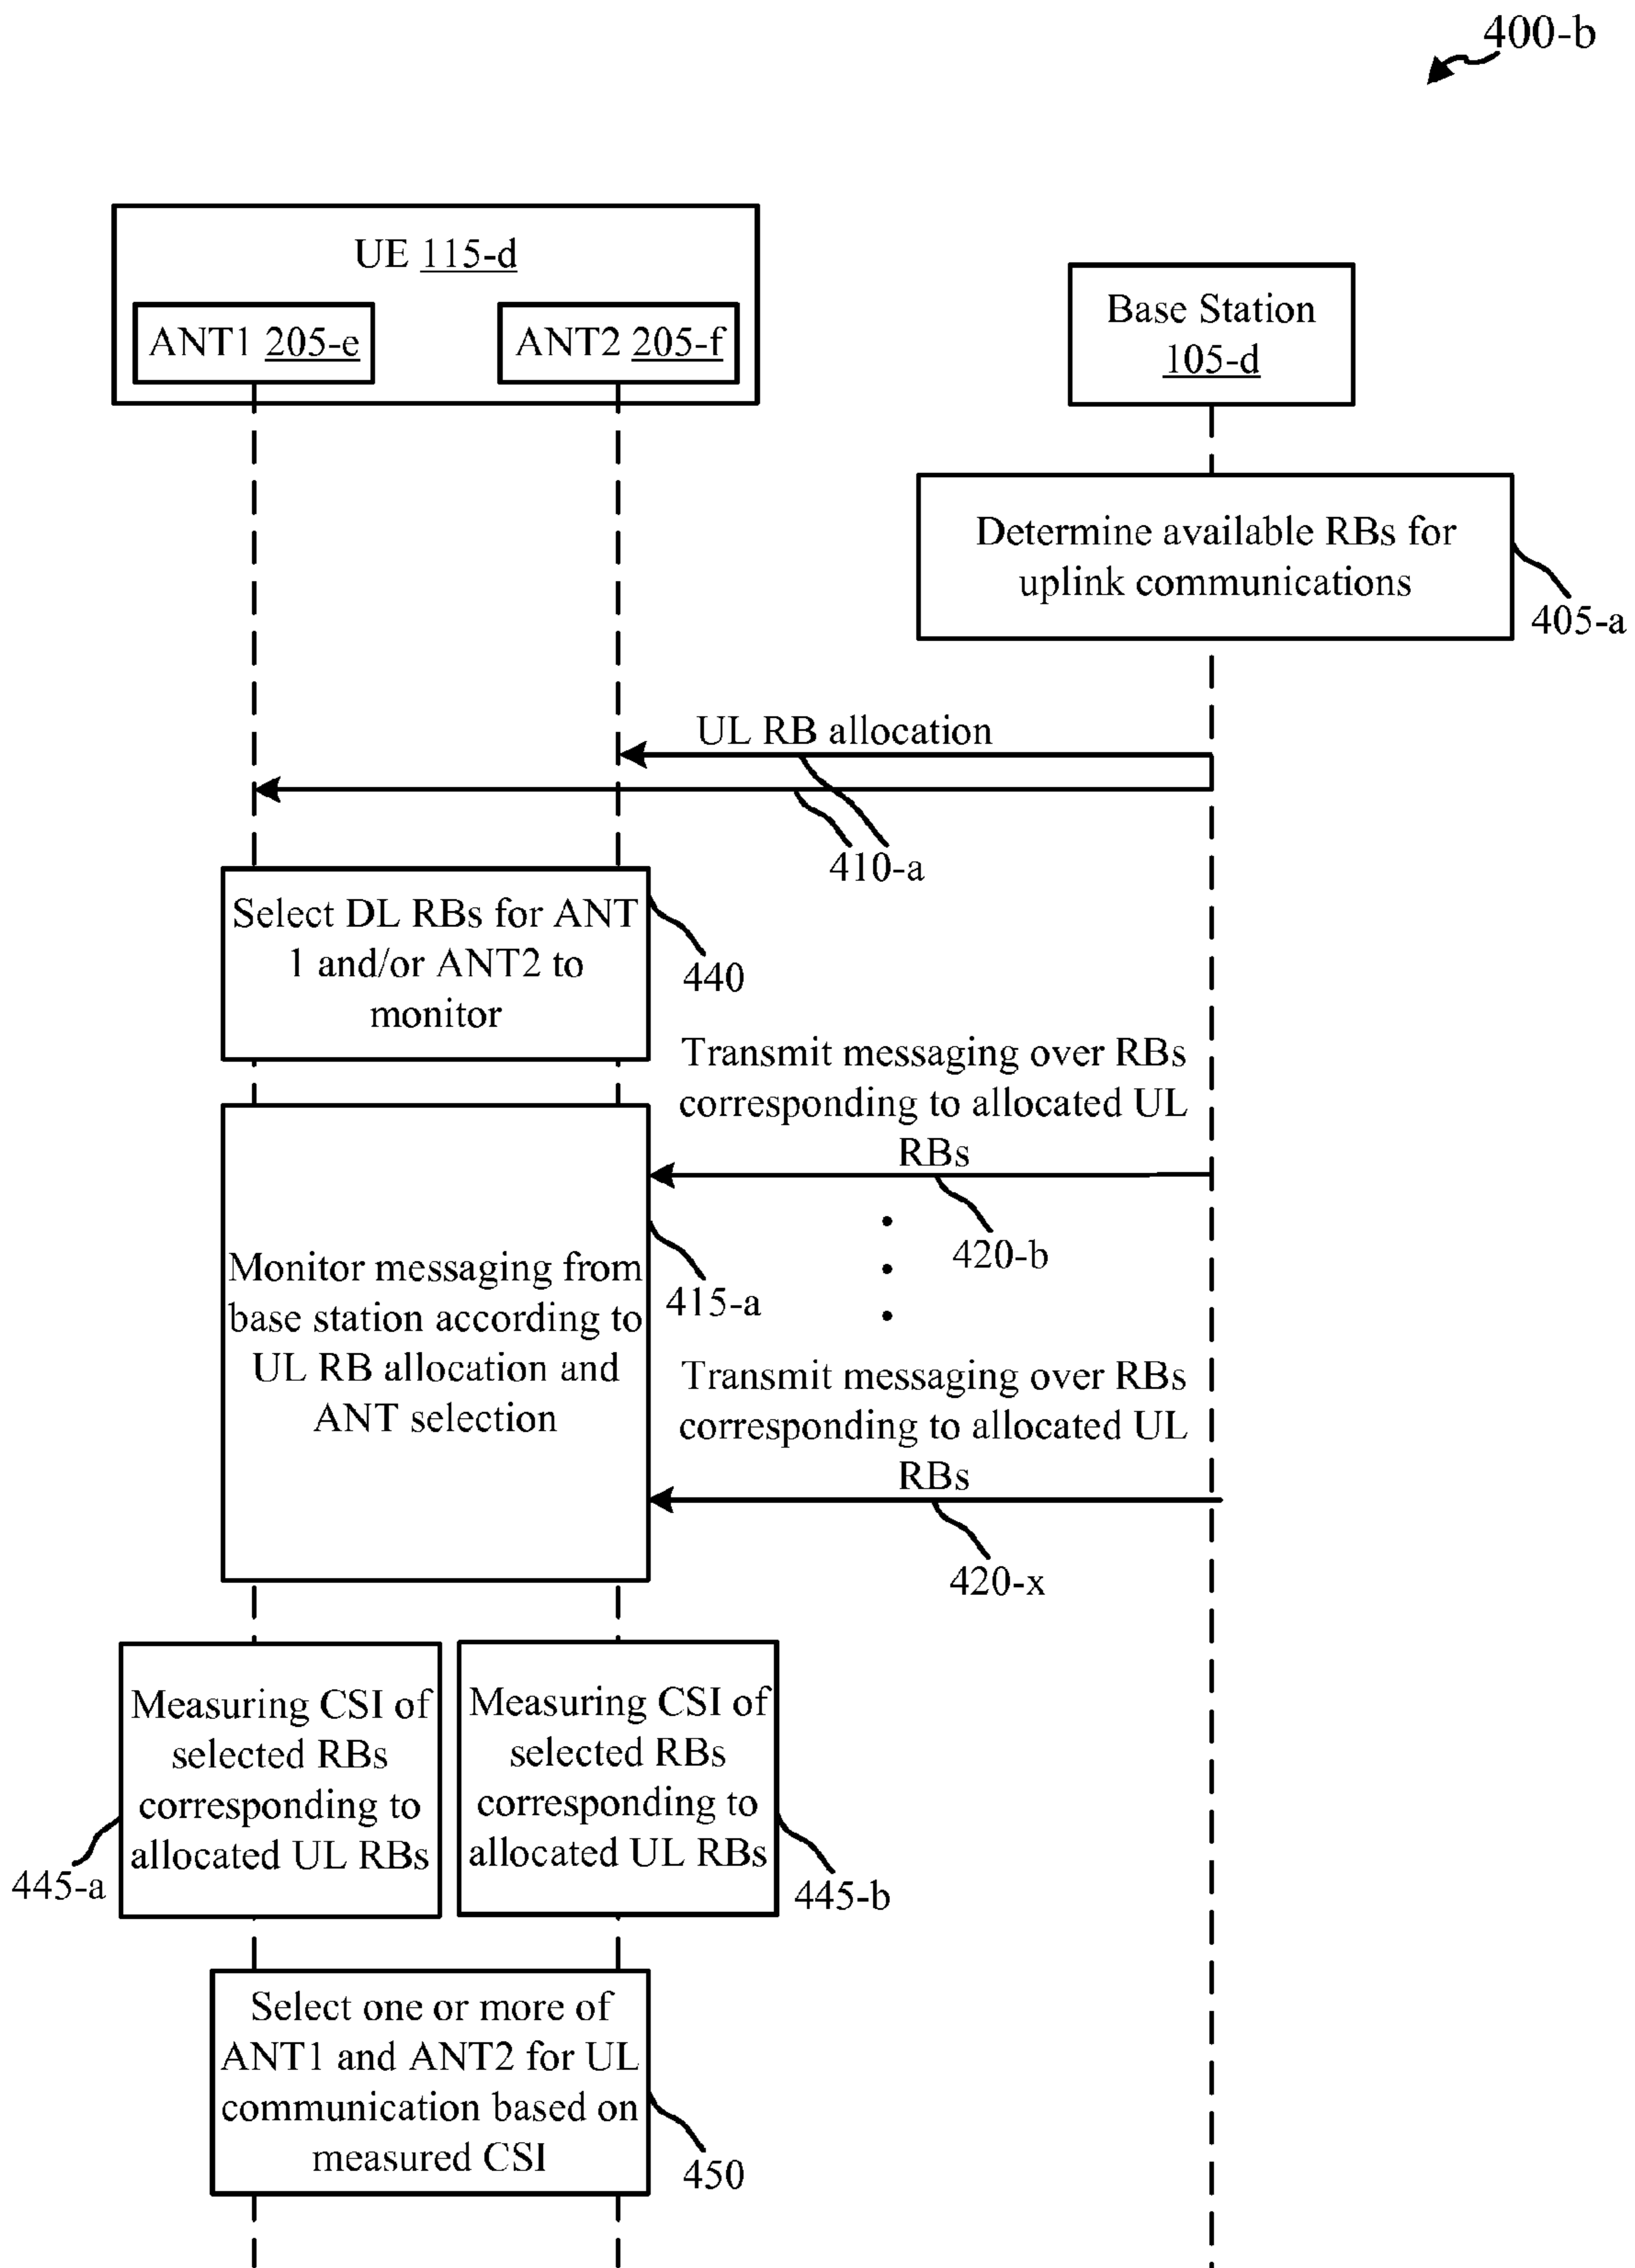 400-b
UE 115-d
ANT1 205-e
ANT2 205-f
Base Station
105-d
Determine available RBs for
uplink communications
405-a
UL RB allocation
410-a
Select DL RBs for ANT
1 and/or ANT2 to
monitor
440
Transmit messaging over RBs
corresponding to allocated UL
RBs
420-b
Monitor messaging from
base station according to
UL RB allocation and
ANT selection
415-a
Transmit messaging over RBs
corresponding to allocated UL
RBs
420-x
Measuring CSI of
selected RBs
corresponding to
allocated UL RBs
445-a
Measuring CSI of
selected RBs
corresponding to
allocated UL RBs
445-b
Select one or more of
ANT1 and ANT2 for UL
communication based on
measured CSI
450